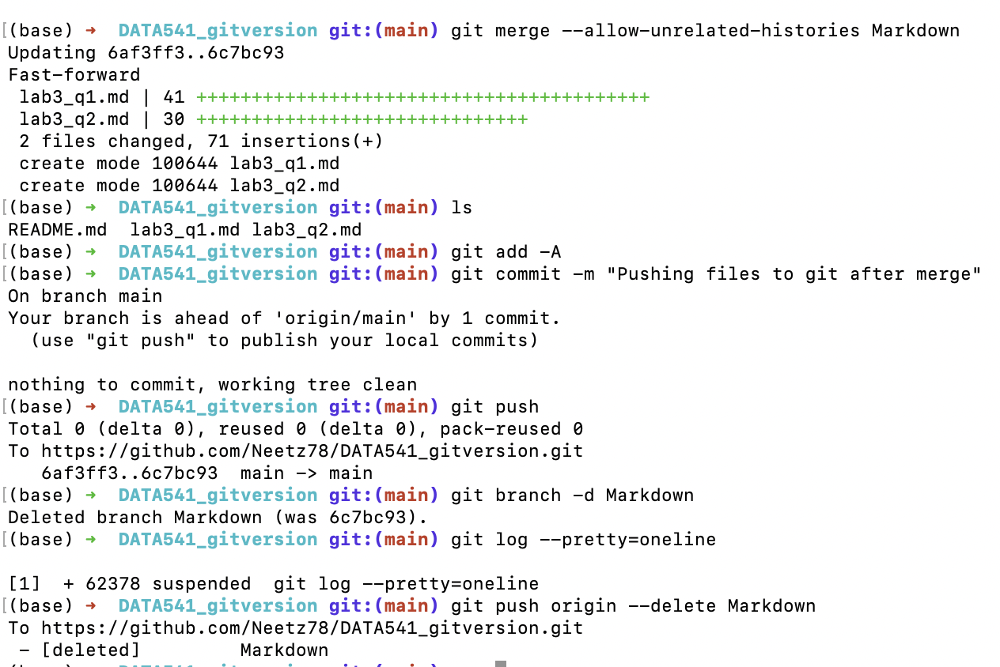 [(base) ➜  DATA541_gitversion git:(main) git merge --allow-unrelated-histories Markdown
Updating 6af3ff3..6c7bc93
Fast-forward
 lab3_q1.md | 41 +++++++++++++++++++++++++++++++++++++++++
 lab3_q2.md | 30 ++++++++++++++++++++++++++++++
 2 files changed, 71 insertions(+)
 create mode 100644 lab3_q1.md
 create mode 100644 lab3_q2.md
[(base) ➜  DATA541_gitversion git:(main) ls
README.md  lab3_q1.md lab3_q2.md
[(base) ➜  DATA541_gitversion git:(main) git add -A
[(base) ➜  DATA541_gitversion git:(main) git commit -m "Pushing files to git after merge"
On branch main
Your branch is ahead of 'origin/main' by 1 commit.
  (use "git push" to publish your local commits)
nothing to commit, working tree clean
[(base) ➜  DATA541_gitversion git:(main) git push
Total 0 (delta 0), reused 0 (delta 0), pack-reused 0
To https://github.com/Neetz78/DATA541_gitversion.git
   6af3ff3..6c7bc93  main -> main
[(base) ➜  DATA541_gitversion git:(main) git branch -d Markdown
Deleted branch Markdown (was 6c7bc93).
[(base) ➜  DATA541_gitversion git:(main) git log --pretty=oneline
[1]  + 62378 suspended  git log --pretty=oneline
[(base) ➜  DATA541_gitversion git:(main) git push origin --delete Markdown
To https://github.com/Neetz78/DATA541_gitversion.git
 - [deleted]         Markdown